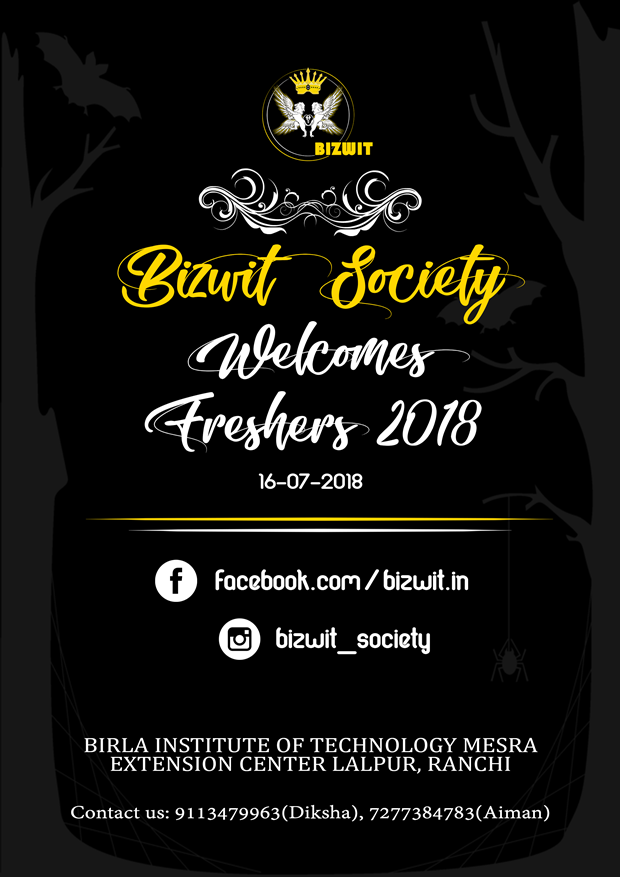 BIZWIT
Bizwit Society
Welcomes
Freshers 2018
16-07-2018
facebook.com/bizwit.in
bizwit_society
BIRLA INSTITUTE OF TECHNOLOGY MESRA
EXTENSION CENTER LALPUR, RANCHI
Contact us: 9113479963(Diksha), 7277384783(Aiman)